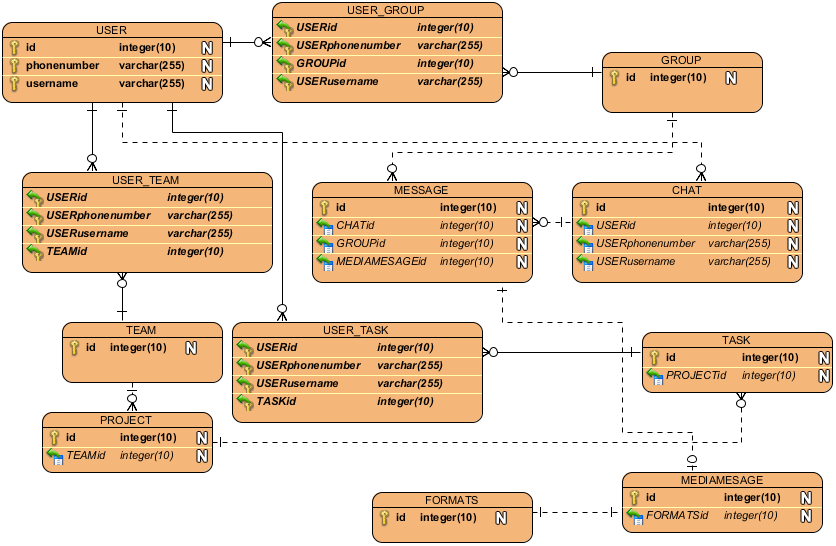 USER
id integer(10) N
phonenumber varchar(255) N
username varchar(255) N
USER_GROUP
USERid integer(10)
USERphonenumber varchar(255)
GROUPid integer(10)
USERusername varchar(255)
GROUP
id integer(10) N
USER_TEAM
USERid integer(10)
USERphonenumber varchar(255)
USERusername varchar(255)
TEAMid integer(10)
MESSAGE
id integer(10) N
CHATid integer(10) N
GROUPid integer(10) N
MEDIAMESAGEid integer(10) N
CHAT
id integer(10) N
USERid integer(10) N
USERphonenumber varchar(255) N
USERusername varchar(255) N
TEAM
id integer(10) N
USER_TASK
USERid integer(10)
USERphonenumber varchar(255)
USERusername varchar(255)
TASKid integer(10)
TASK
id integer(10) N
PROJECTid integer(10) N
PROJECT
id integer(10) N
TEAMid integer(10) N
FORMATS
id integer(10) N
MEDIAMESAGE
id integer(10) N
FORMATSid integer(10) N